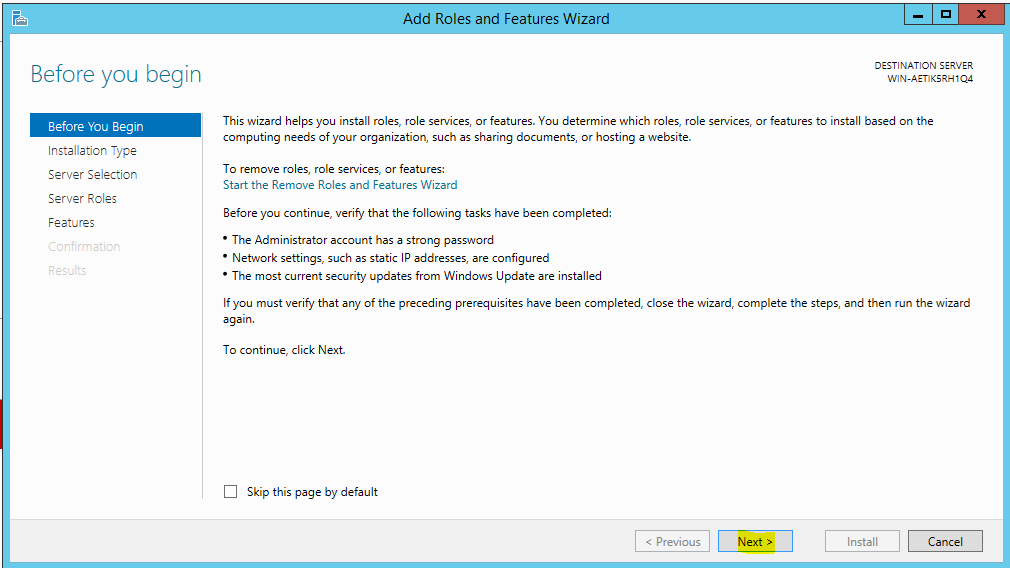 Add Roles and Features Wizard
Before you begin
DESTINATION SERVER
WIN-AETIK5RH1Q4
Before You Begin
Installation Type
Server Selection
Server Roles
Features
Confirmation
Results
This wizard helps you install roles, role services, or features. You determine which roles, role services, or features to install based on the
computing needs of your organization, such as sharing documents, or hosting a website.
To remove roles, role services, or features:
Start the Remove Roles and Features Wizard
Before you continue, verify that the following tasks have been completed:
• The Administrator account has a strong password
• Network settings, such as static IP addresses, are configured
• The most current security updates from Windows Update are installed
If you must verify that any of the preceding prerequisites have been completed, close the wizard, complete the steps, and then run the wizard
again.
To continue, click Next.
Skip this page by default
< Previous
Next >
Install
Cancel